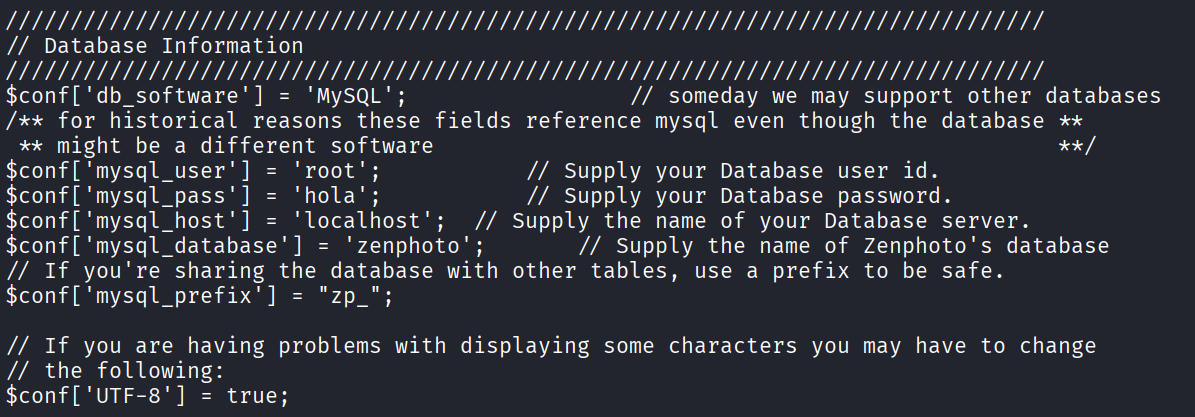 ////////////////////////////////////////////////////////////////////////////////
// Database Information
////////////////////////////////////////////////////////////////////////////////
$conf['db_software'] = 'MySQL';                 // someday we may support other databases
/** for historical reasons these fields reference mysql even though the database **
 ** might be a different software                                                **/
$conf['mysql_user'] = 'root';           // Supply your Database user id.
$conf['mysql_pass'] = 'hola';           // Supply your Database password.
$conf['mysql_host'] = 'localhost';  // Supply the name of your Database server.
$conf['mysql_database'] = 'zenphoto';       // Supply the name of Zenphoto's database
// If you're sharing the database with other tables, use a prefix to be safe.
$conf['mysql_prefix'] = "zp_";

// If you are having problems with displaying some characters you may have to change
// the following:
$conf['UTF-8'] = true;